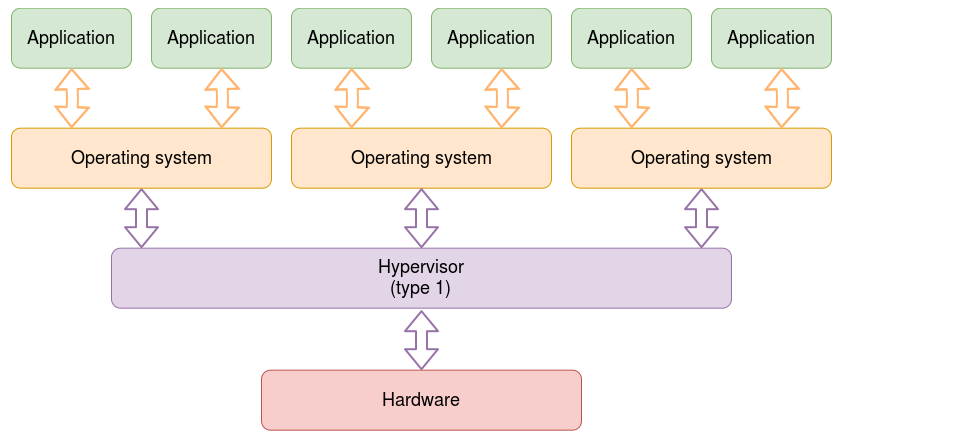 Application
Application
Application
Application
Application
Application
Operating system
Operating system
Operating system
Hypervisor
(type 1)
Hardware